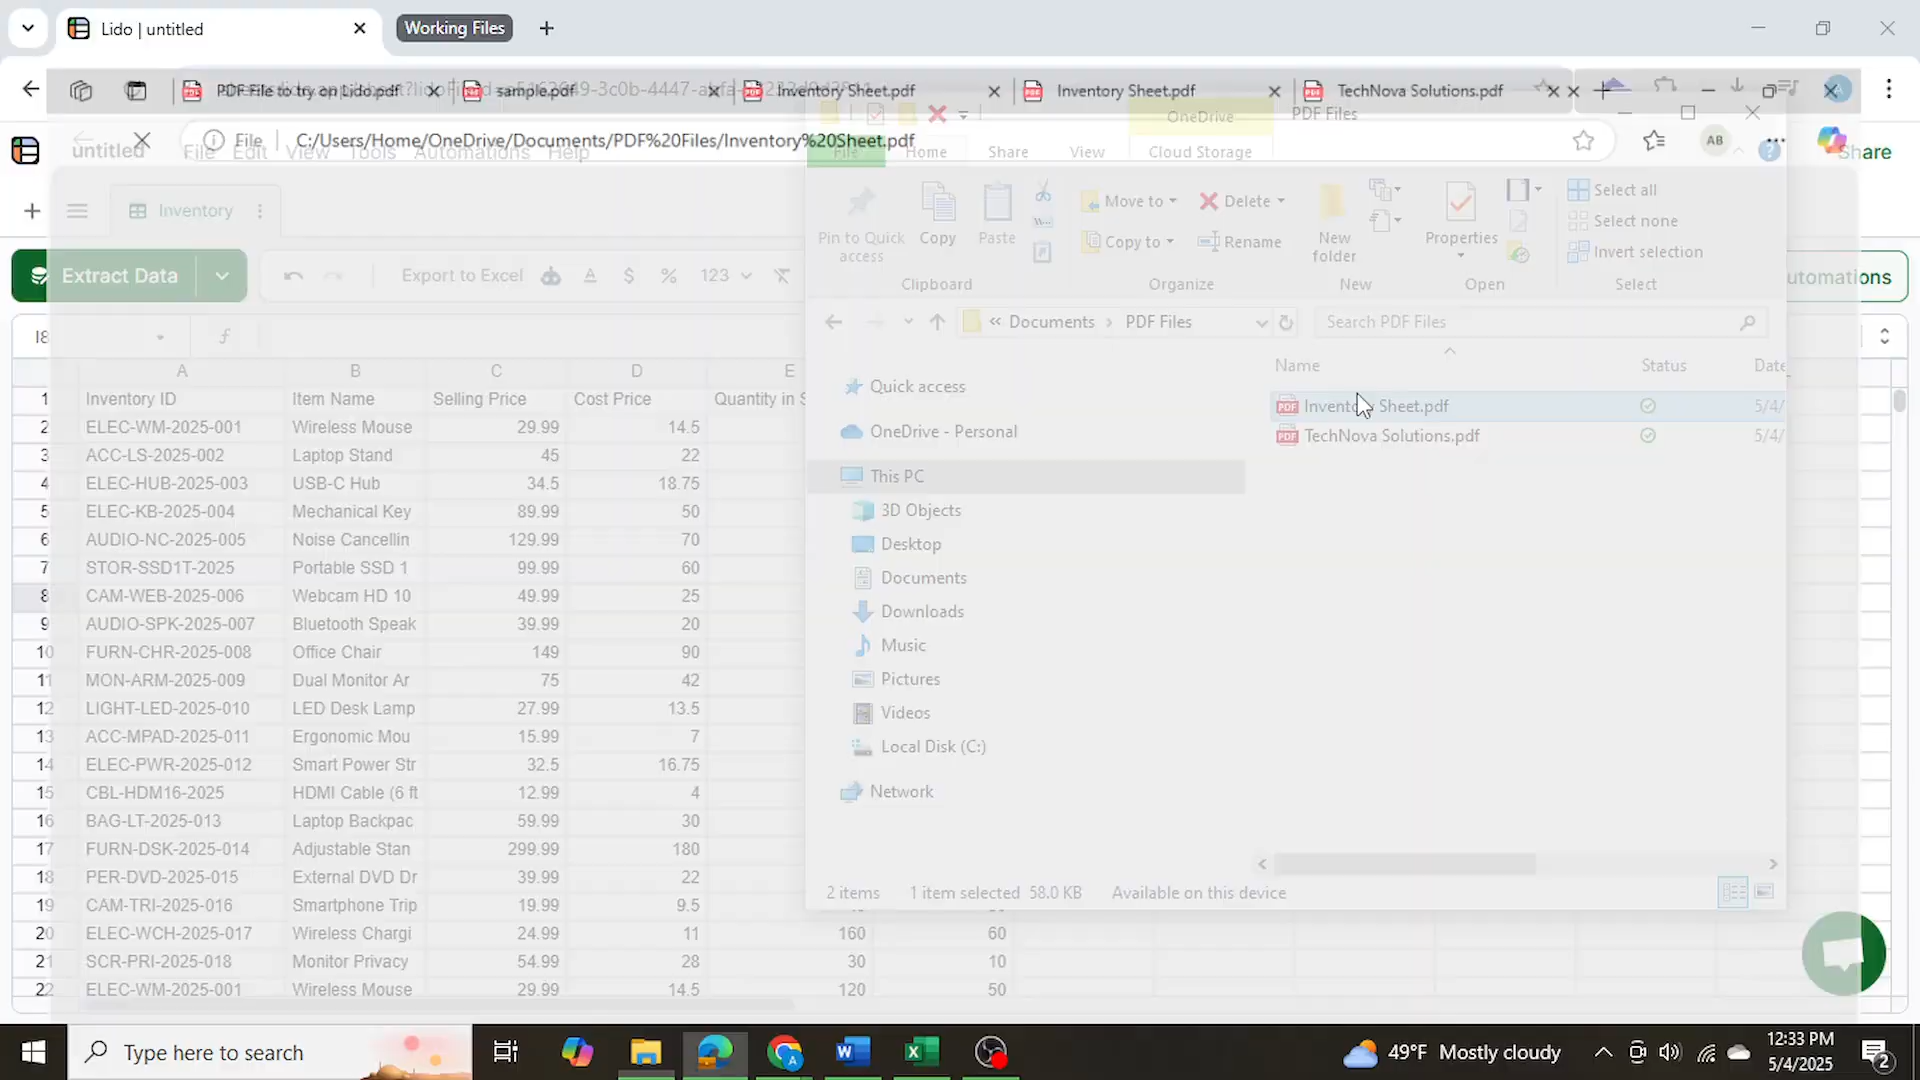 Lido | untitled
Working Files
PDF File to try on Lido.pdf
sample.pdf
Inventory Sheet.pdf
Inventory Sheet.pdf
TechNova Solutions.pdf
File
C:/Users/Home/OneDrive/Documents/PDF%20Files/Inventory%20Sheet.pdf
AB
untitled
File Edit View Tools Automations Help
Share
OneDrive
PDF Files
File
Home
Share
View
Cloud Storage
Inventory
Extract Data
Export to Excel
$
%
123
utomations
Pin to Quick
access
Copy
Paste
Move to
Copy to
Delete
Rename
New
folder
Properties
Select all
Select none
Invert selection
Clipboard
Organize
New
Open
Select
I8
f
« Documents › PDF Files
Search PDF Files
Name
Status
Date
Inventory Sheet.pdf 5/4/
TechNova Solutions.pdf 5/4/
Quick access
OneDrive - Personal
This PC
3D Objects
Desktop
Documents
Downloads
Music
Pictures
Videos
Local Disk (C:)
Network
2 items 1 item selected 58.0 KB Available on this device
A B C D E
1 Inventory ID Item Name Selling Price Cost Price Quantity in S
2 ELEC-WM-2025-001 Wireless Mouse 29.99 14.5
3 ACC-LS-2025-002 Laptop Stand 45 22
4 ELEC-HUB-2025-003 USB-C Hub 34.5 18.75
5 ELEC-KB-2025-004 Mechanical Key 89.99 50
6 AUDIO-NC-2025-005 Noise Cancellin 129.99 70
7 STOR-SSD1T-2025 Portable SSD 1 99.99 60
8 CAM-WEB-2025-006 Webcam HD 10 49.99 25
9 AUDIO-SPK-2025-007 Bluetooth Speak 39.99 20
10 FURN-CHR-2025-008 Office Chair 149 90
11 MON-ARM-2025-009 Dual Monitor Ar 75 42
12 LIGHT-LED-2025-010 LED Desk Lamp 27.99 13.5
13 ACC-MPAD-2025-011 Ergonomic Mou 15.99 7
14 ELEC-PWR-2025-012 Smart Power Str 32.5 16.75
15 CBL-HDM16-2025 HDMI Cable (6 ft 12.99 4
16 BAG-LT-2025-013 Laptop Backpac 59.99 30
17 FURN-DSK-2025-014 Adjustable Stan 299.99 180
18 PER-DVD-2025-015 External DVD Dr 39.99 22
19 CAM-TRI-2025-016 Smartphone Trip 19.99 9.5
20 ELEC-WCH-2025-017 Wireless Chargi 24.99 11 160 60
21 SCR-PRI-2025-018 Monitor Privacy 54.99 28 30 10
22 ELEC-WM-2025-001 Wireless Mouse 29.99 14.5 120 50
Type here to search
49°F Mostly cloudy
12:33 PM
5/4/2025
2